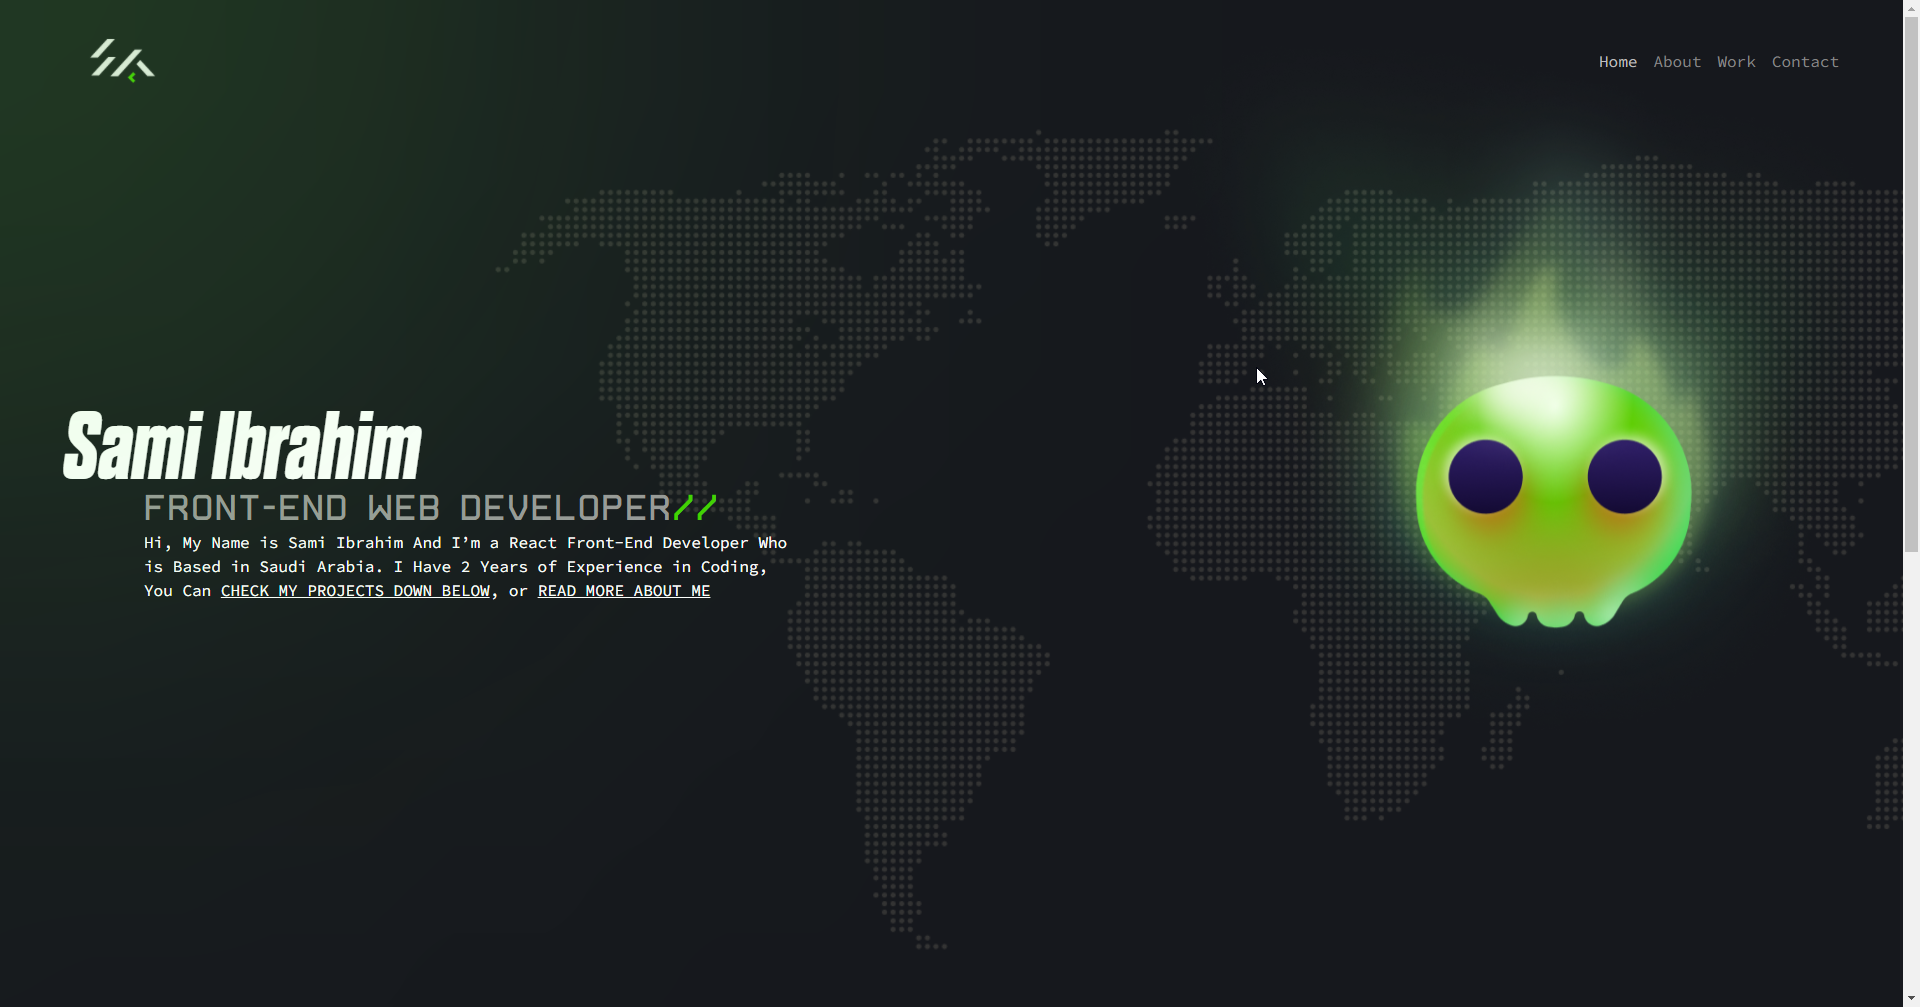 Home About Work Contact
Sami Ibrahim
FRONT-END WEB DEVELOPER//
Hi, My Name is Sami Ibrahim And I’m a React Front-End Developer Who
is Based in Saudi Arabia. I Have 2 Years of Experience in Coding,
You Can CHECK MY PROJECTS DOWN BELOW, or READ MORE ABOUT ME